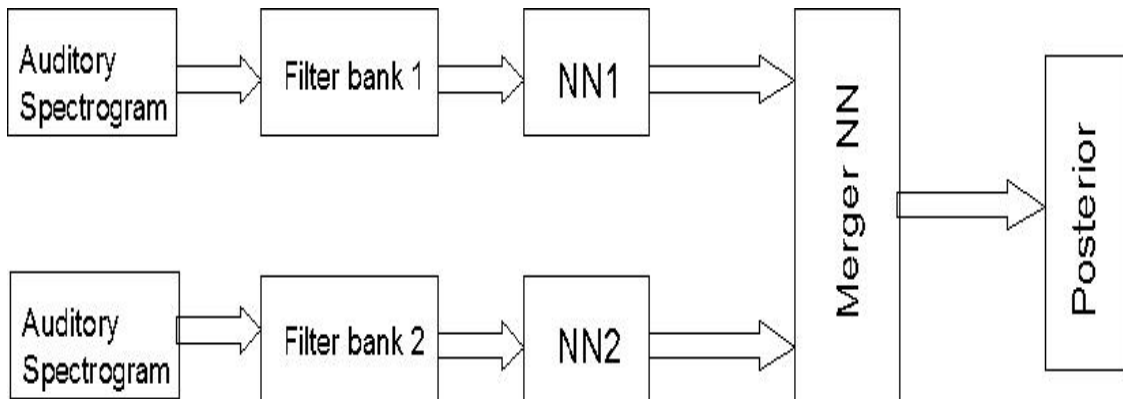 Auditory
Spectrogram
Filter bank 1
NN1
Auditory
Spectrogram
Filter bank 2
NN2
Merger NN
Posterior